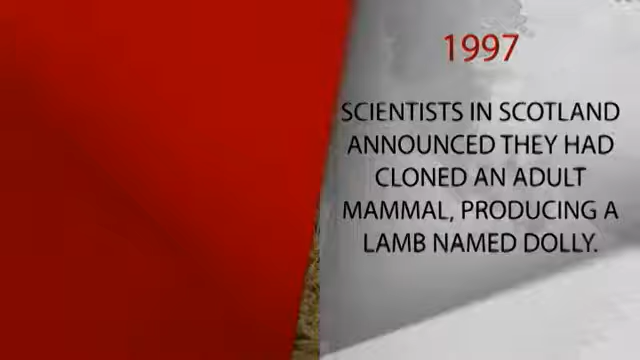 1997
SCIENTISTS IN SCOTLAND
ANNOUNCED THEY HAD
CLONED AN ADULT
MAMMAL, PRODUCING A
LAMB NAMED DOLLY.